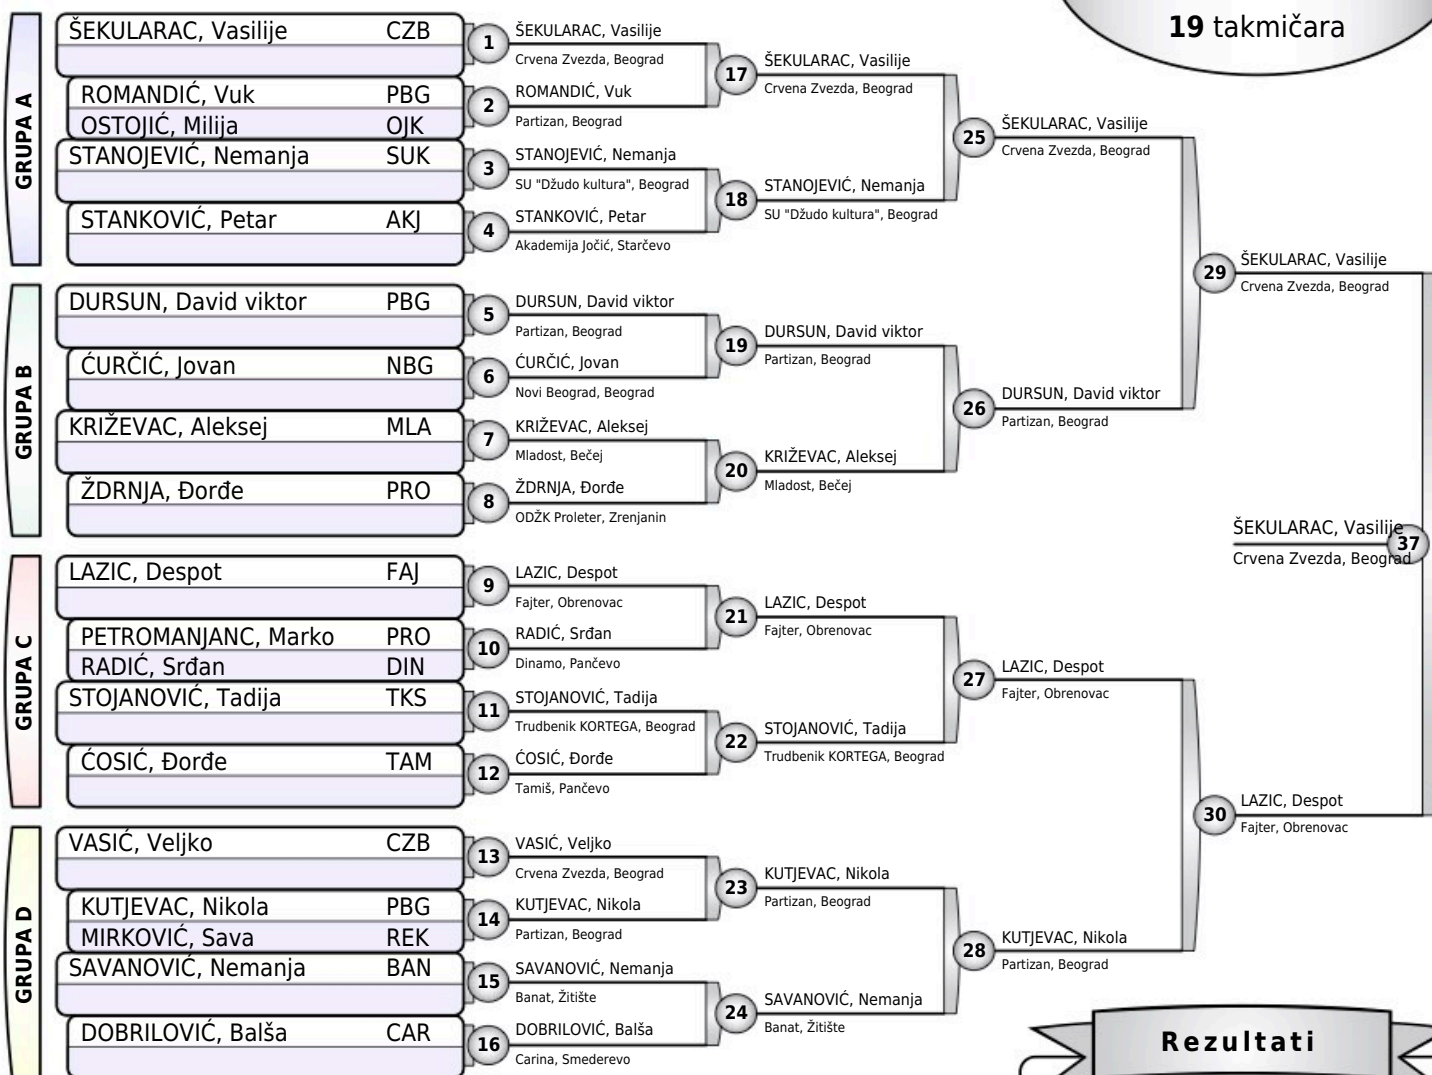 19 takmičara
GRUPA A
ŠEKULARAC, Vasilije CZB
ROMANDIĆ, Vuk PBG
OSTOJIĆ, Milija OJK
STANOJEVIĆ, Nemanja SUK
STANKOVIĆ, Petar AKJ
1
ŠEKULARAC, Vasilije
Crvena Zvezda, Beograd
2
ROMANDIĆ, Vuk
Partizan, Beograd
3
STANOJEVIĆ, Nemanja
SU "Džudo kultura", Beograd
4
STANKOVIĆ, Petar
Akademija Jočić, Starčevo
17
ŠEKULARAC, Vasilije
Crvena Zvezda, Beograd
18
STANOJEVIĆ, Nemanja
SU "Džudo kultura", Beograd
25
ŠEKULARAC, Vasilije
Crvena Zvezda, Beograd
GRUPA B
DURSUN, David viktor PBG
ĆURČIĆ, Jovan NBG
KRIŽEVAC, Aleksej MLA
ŽDRNJA, Đorđe PRO
5
DURSUN, David viktor
Partizan, Beograd
6
ĆURČIĆ, Jovan
Novi Beograd, Beograd
7
KRIŽEVAC, Aleksej
Mladost, Bečej
8
ŽDRNJA, Đorđe
ODŽK Proleter, Zrenjanin
19
DURSUN, David viktor
Partizan, Beograd
20
KRIŽEVAC, Aleksej
Mladost, Bečej
26
DURSUN, David viktor
Partizan, Beograd
29
ŠEKULARAC, Vasilije
Crvena Zvezda, Beograd
GRUPA C
LAZIC, Despot FAJ
PETROMANJANC, Marko PRO
RADIĆ, Srđan DIN
STOJANOVIĆ, Tadija TKS
ĆOSIĆ, Đorđe TAM
9
LAZIC, Despot
Fajter, Obrenovac
10
RADIĆ, Srđan
Dinamo, Pančevo
11
STOJANOVIĆ, Tadija
Trudbenik KORTEGA, Beograd
12
ĆOSIĆ, Đorđe
Tamiš, Pančevo
21
LAZIC, Despot
Fajter, Obrenovac
22
STOJANOVIĆ, Tadija
Trudbenik KORTEGA, Beograd
27
LAZIC, Despot
Fajter, Obrenovac
GRUPA D
VASIĆ, Veljko CZB
KUTJEVAC, Nikola PBG
MIRKOVIĆ, Sava REK
SAVANOVIĆ, Nemanja BAN
DOBRILOVIĆ, Balša CAR
13
VASIĆ, Veljko
Crvena Zvezda, Beograd
14
KUTJEVAC, Nikola
Partizan, Beograd
15
SAVANOVIĆ, Nemanja
Banat, Žitište
16
DOBRILOVIĆ, Balša
Carina, Smederevo
23
KUTJEVAC, Nikola
Partizan, Beograd
24
SAVANOVIĆ, Nemanja
Banat, Žitište
28
KUTJEVAC, Nikola
Partizan, Beograd
30
LAZIC, Despot
Fajter, Obrenovac
ŠEKULARAC, Vasilije
37
Crvena Zvezda, Beograd
Rezultati